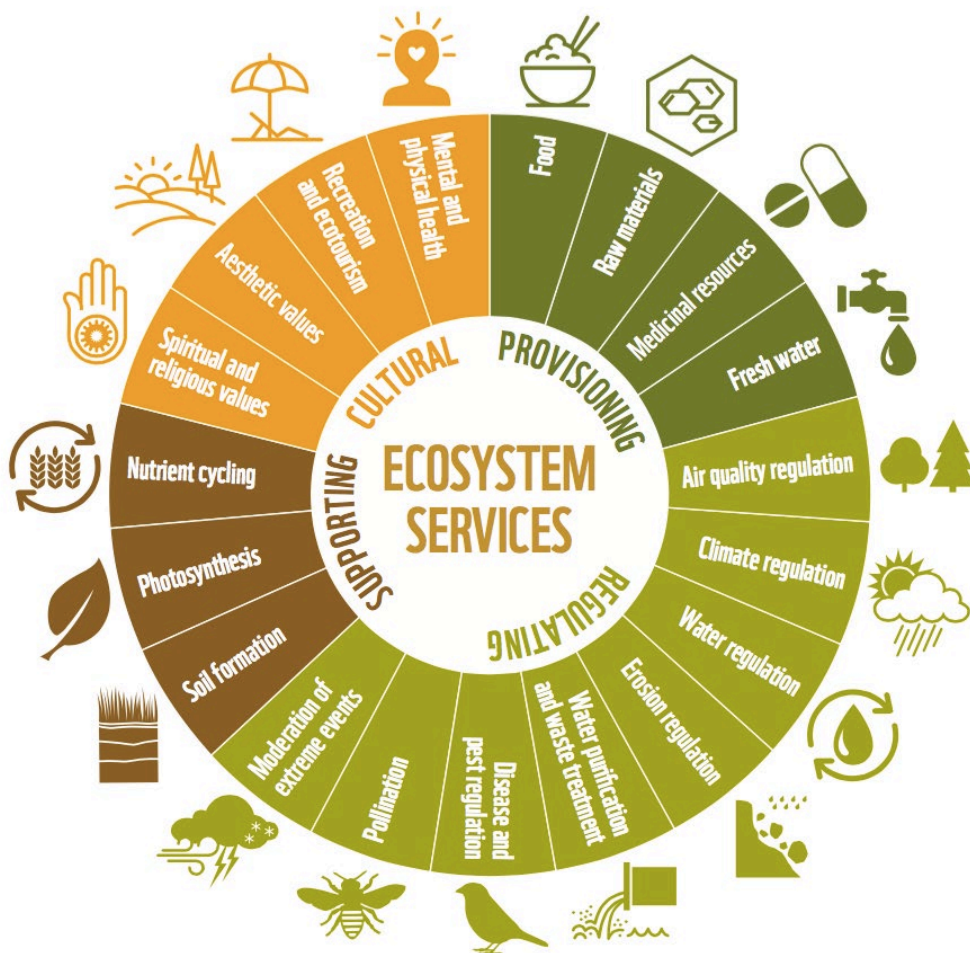 ECOSYSTEM
SERVICES
PROVISIONING
Food
Raw materials
Medicinal resources
Fresh water
REGULATING
Air quality regulation
Climate regulation
Water regulation
Erosion regulation
Water purification
and waste treatment
Disease and
pest regulation
Pollination
Moderation of
extreme events
SUPPORTING
Soil formation
Photosynthesis
Nutrient cycling
CULTURAL
Spiritual and
religious values
Aesthetic values
Recreation
and ecotourism
Mental and
physical health